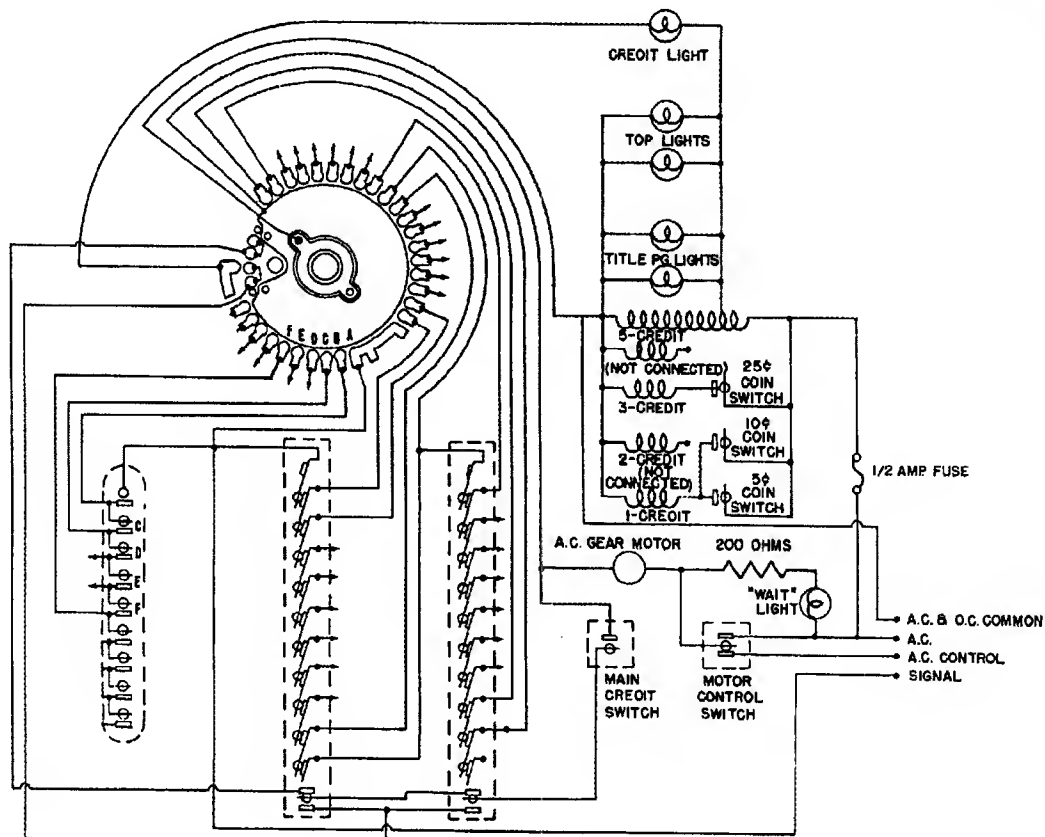 CREOIT LIGHT
TOP LIGHTS
TITLE PG LIGHTS
F E D C B A
5-CREDIT
(NOT CONNECTED)
25¢
COIN
SWITCH
3-CREDIT
10¢
COIN
SWITCH
2-CREDIT
(NOT
CONNECTED)
5¢
COIN
SWITCH
1-CREOIT
1/2 AMP FUSE
A.C. GEAR MOTOR
200 OHMS
"WAIT"
LIGHT
C
D
E
F
A.C. & O.C. COMMON
A.C.
A.C. CONTROL
SIGNAL
MAIN
CREOIT
SWITCH
MOTOR
CONTROL
SWITCH